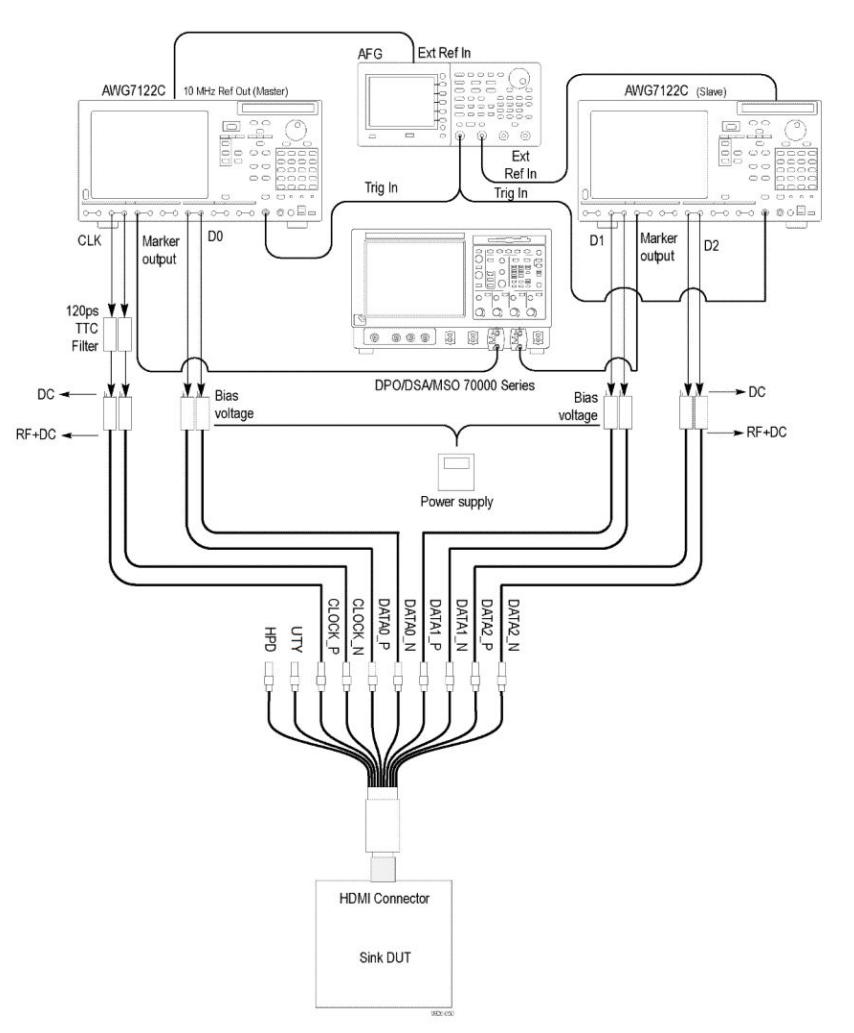 AFG
Ext Ref In
AWG7122C
10 MHz Ref Out (Master)
AWG7122C
(Slave)
Ext
Ref In
Trig In
Trig In
CLK
Marker
output
D0
D1
Marker
output
D2
120ps
TTC
Filter
DPO/DSA/MSO 70000 Series
DC
Bias
voltage
Bias
voltage
DC
RF+DC
RF+DC
Power supply
HPD
UTY
CLOCK_P
CLOCK_N
DATA0_P
DATA0_N
DATA1_P
DATA1_N
DATA2_P
DATA2_N
HDMI Connector
Sink DUT